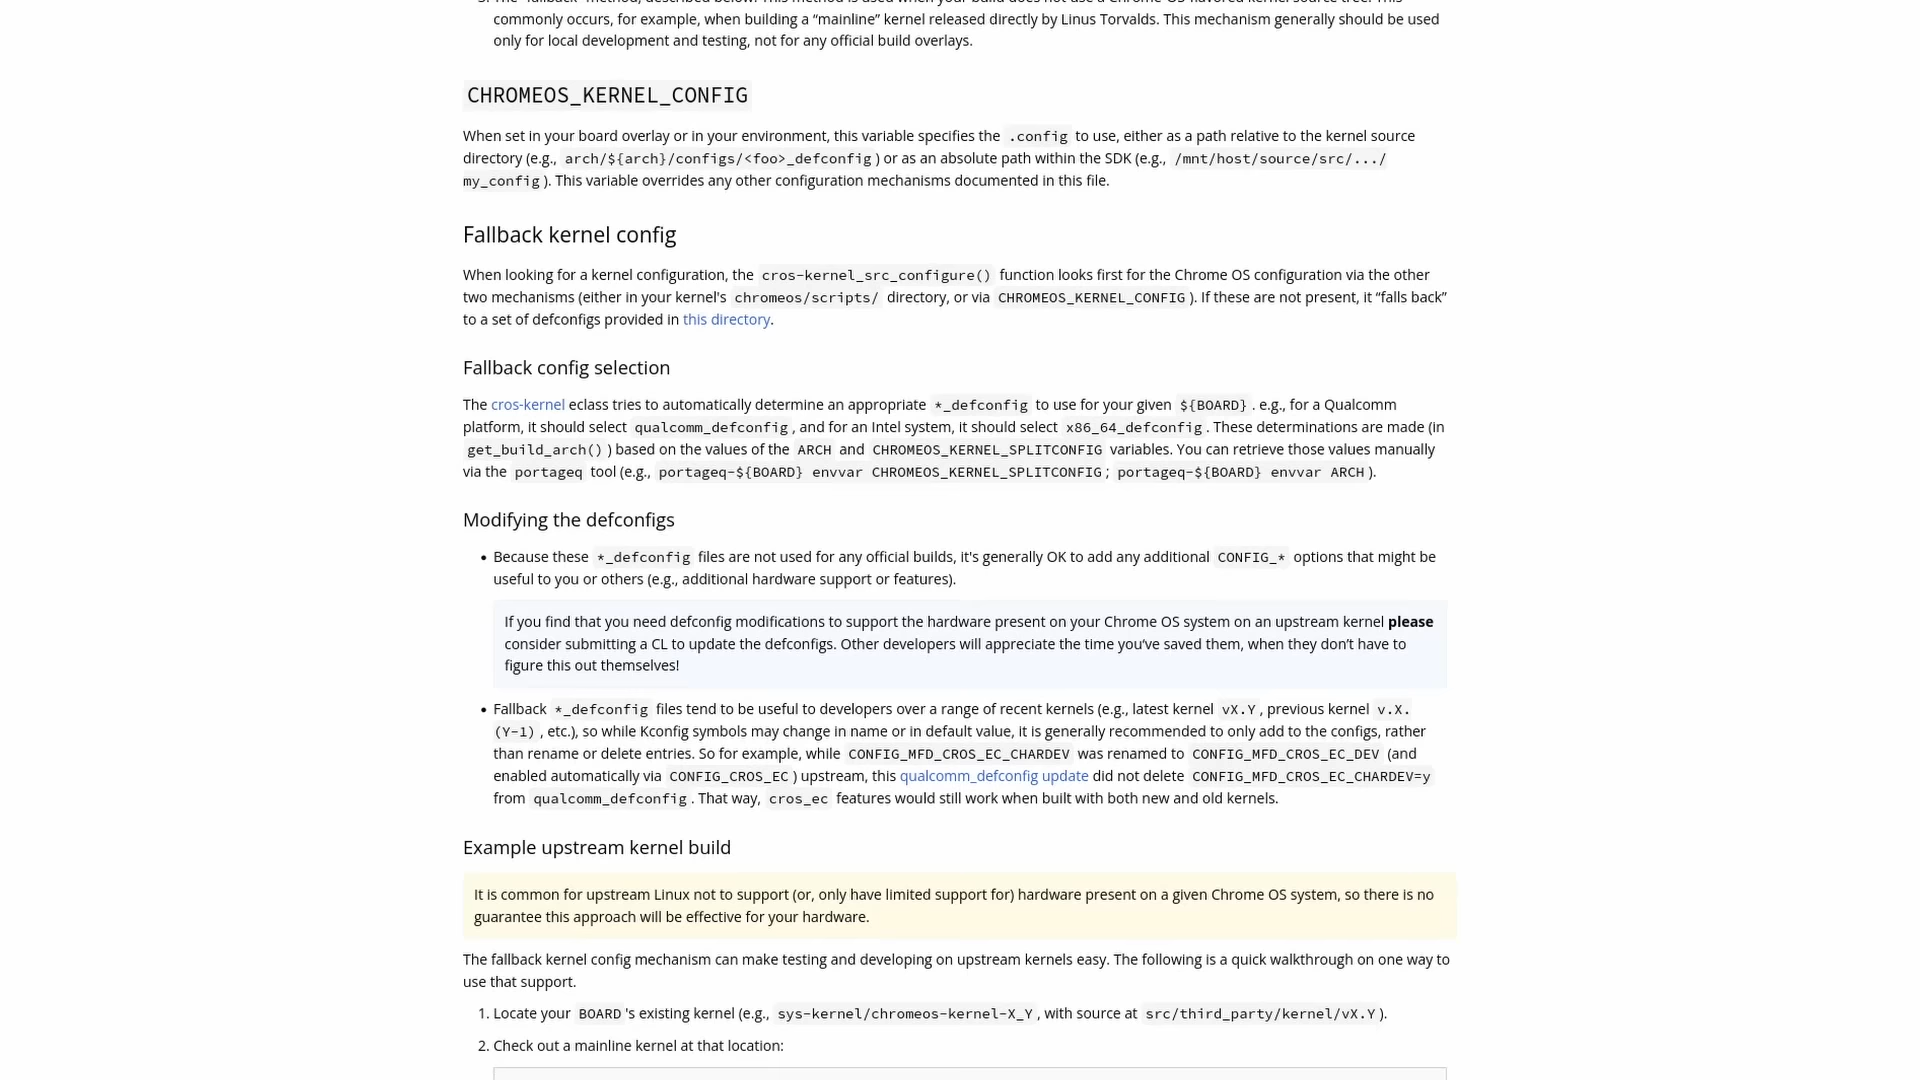 commonly occurs, for example, when building a “mainline” kernel released directly by Linus Torvalds. This mechanism generally should be used
only for local development and testing, not for any official build overlays.
CHROMEOS_KERNEL_CONFIG
When set in your board overlay or in your environment, this variable specifies the .config to use, either as a path relative to the kernel source
directory (e.g., arch/${arch}/configs/<foo>_defconfig) or as an absolute path within the SDK (e.g., /mnt/host/source/src/.../
my_config). This variable overrides any other configuration mechanisms documented in this file.
Fallback kernel config
When looking for a kernel configuration, the cros-kernel_src_configure() function looks first for the Chrome OS configuration via the other
two mechanisms (either in your kernel's chromeos/scripts/ directory, or via CHROMEOS_KERNEL_CONFIG). If these are not present, it “falls back”
to a set of defconfigs provided in this directory.
Fallback config selection
The cros-kernel eclass tries to automatically determine an appropriate *_defconfig to use for your given ${BOARD}. e.g., for a Qualcomm
platform, it should select qualcomm_defconfig, and for an Intel system, it should select x86_64_defconfig. These determinations are made (in
get_build_arch()) based on the values of the ARCH and CHROMEOS_KERNEL_SPLITCONFIG variables. You can retrieve those values manually
via the portageq tool (e.g., portageq-${BOARD} envvar CHROMEOS_KERNEL_SPLITCONFIG; portageq-${BOARD} envvar ARCH).
Modifying the defconfigs
• Because these *_defconfig files are not used for any official builds, it's generally OK to add any additional CONFIG_* options that might be
useful to you or others (e.g., additional hardware support or features).
If you find that you need defconfig modifications to support the hardware present on your Chrome OS system on an upstream kernel please
consider submitting a CL to update the defconfigs. Other developers will appreciate the time you‘ve saved them, when they don’t have to
figure this out themselves!
• Fallback *_defconfig files tend to be useful to developers over a range of recent kernels (e.g., latest kernel vX.Y, previous kernel v.X.
(Y-1), etc.), so while Kconfig symbols may change in name or in default value, it is generally recommended to only add to the configs, rather
than rename or delete entries. So for example, while CONFIG_MFD_CROS_EC_CHARDEV was renamed to CONFIG_MFD_CROS_EC_DEV (and
enabled automatically via CONFIG_CROS_EC) upstream, this qualcomm_defconfig update did not delete CONFIG_MFD_CROS_EC_CHARDEV=y
from qualcomm_defconfig. That way, cros_ec features would still work when built with both new and old kernels.
Example upstream kernel build
It is common for upstream Linux not to support (or, only have limited support for) hardware present on a given Chrome OS system, so there is no
guarantee this approach will be effective for your hardware.
The fallback kernel config mechanism can make testing and developing on upstream kernels easy. The following is a quick walkthrough on one way to
use that support.
1. Locate your BOARD's existing kernel (e.g., sys-kernel/chromeos-kernel-X_Y, with source at src/third_party/kernel/vX.Y).
2. Check out a mainline kernel at that location: